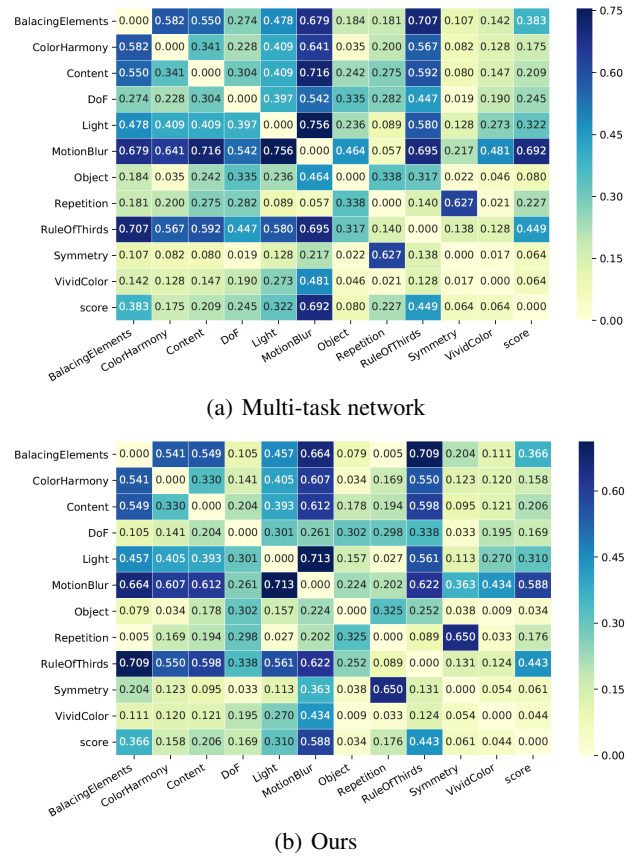 BalacingElements 0.000 0.582 0.550 0.274 0.478 0.679 0.184 0.181 0.707 0.107 0.142 0.383
ColorHarmony 0.582 0.000 0.341 0.228 0.409 0.641 0.035 0.200 0.567 0.082 0.128 0.175
Content 0.550 0.341 0.000 0.304 0.409 0.716 0.242 0.275 0.592 0.080 0.147 0.209
DoF 0.274 0.228 0.304 0.000 0.397 0.542 0.335 0.282 0.447 0.019 0.190 0.245
Light 0.478 0.409 0.409 0.397 0.000 0.756 0.236 0.089 0.580 0.128 0.273 0.322
MotionBlur 0.679 0.641 0.716 0.542 0.756 0.000 0.464 0.057 0.695 0.217 0.481 0.692
Object 0.184 0.035 0.242 0.335 0.236 0.464 0.000 0.338 0.317 0.022 0.046 0.080
Repetition 0.181 0.200 0.275 0.282 0.089 0.057 0.338 0.000 0.140 0.627 0.021 0.227
RuleOfThirds 0.707 0.567 0.592 0.447 0.580 0.695 0.317 0.140 0.000 0.138 0.128 0.449
Symmetry 0.107 0.082 0.080 0.019 0.128 0.217 0.022 0.627 0.138 0.000 0.017 0.064
VividColor 0.142 0.128 0.147 0.190 0.273 0.481 0.046 0.021 0.128 0.017 0.000 0.064
score 0.383 0.175 0.209 0.245 0.322 0.692 0.080 0.227 0.449 0.064 0.064 0.000
BalacingElements ColorHarmony Content DoF Light MotionBlur Object Repetition RuleOfThirds Symmetry VividColor score
0.75
0.60
0.45
0.30
0.15
0.00
(a) Multi-task network
BalacingElements 0.000 0.541 0.549 0.105 0.457 0.664 0.079 0.005 0.709 0.204 0.111 0.366
ColorHarmony 0.541 0.000 0.330 0.141 0.405 0.607 0.034 0.169 0.550 0.123 0.120 0.158
Content 0.549 0.330 0.000 0.204 0.393 0.612 0.178 0.194 0.598 0.095 0.121 0.206
DoF 0.105 0.141 0.204 0.000 0.301 0.261 0.302 0.298 0.338 0.033 0.195 0.169
Light 0.457 0.405 0.393 0.301 0.000 0.713 0.157 0.027 0.561 0.113 0.270 0.310
MotionBlur 0.664 0.607 0.612 0.261 0.713 0.000 0.224 0.202 0.622 0.363 0.434 0.588
Object 0.079 0.034 0.178 0.302 0.157 0.224 0.000 0.325 0.252 0.038 0.009 0.034
Repetition 0.005 0.169 0.194 0.298 0.027 0.202 0.325 0.000 0.089 0.650 0.033 0.176
RuleOfThirds 0.709 0.550 0.598 0.338 0.561 0.622 0.252 0.089 0.000 0.131 0.124 0.443
Symmetry 0.204 0.123 0.095 0.033 0.113 0.363 0.038 0.650 0.131 0.000 0.054 0.061
VividColor 0.111 0.120 0.121 0.195 0.270 0.434 0.009 0.033 0.124 0.054 0.000 0.044
score 0.366 0.158 0.206 0.169 0.310 0.588 0.034 0.176 0.443 0.061 0.044 0.000
BalacingElements ColorHarmony Content DoF Light MotionBlur Object Repetition RuleOfThirds Symmetry VividColor score
0.60
0.45
0.30
0.15
0.00
(b) Ours